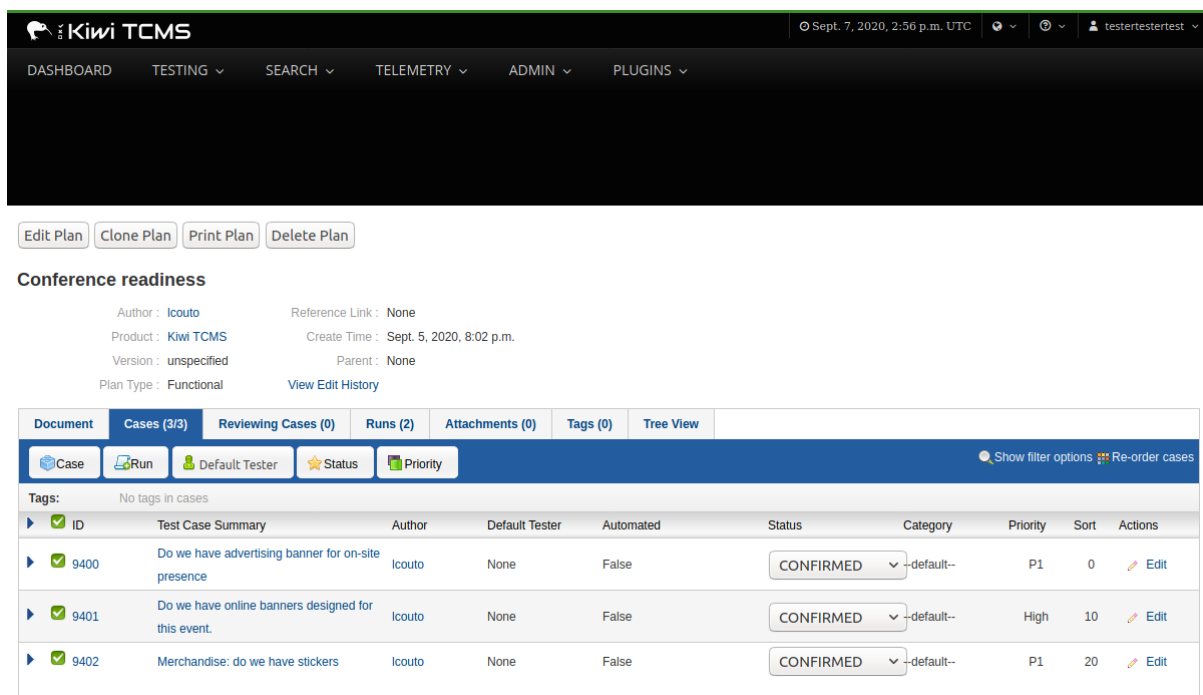 Kiwi TCMS
Sept. 7, 2020, 2:56 p.m. UTC
testertestertest
DASHBOARD TESTING SEARCH TELEMETRY ADMIN PLUGINS
Edit Plan Clone Plan Print Plan Delete Plan
Conference readiness
Author : lcouto Reference Link : None
Product : Kiwi TCMS Create Time : Sept. 5, 2020, 8:02 p.m.
Version : unspecified Parent : None
Plan Type : Functional View Edit History
Document Cases (3/3) Reviewing Cases (0) Runs (2) Attachments (0) Tags (0) Tree View
Case Run Default Tester Status Priority Show filter options Re-order cases
Tags: No tags in cases
ID Test Case Summary Author Default Tester Automated Status Category Priority Sort Actions
9400 Do we have advertising banner for on-site presence lcouto None False CONFIRMED --default-- P1 0 Edit
9401 Do we have online banners designed for this event. lcouto None False CONFIRMED --default-- High 10 Edit
9402 Merchandise: do we have stickers lcouto None False CONFIRMED --default-- P1 20 Edit